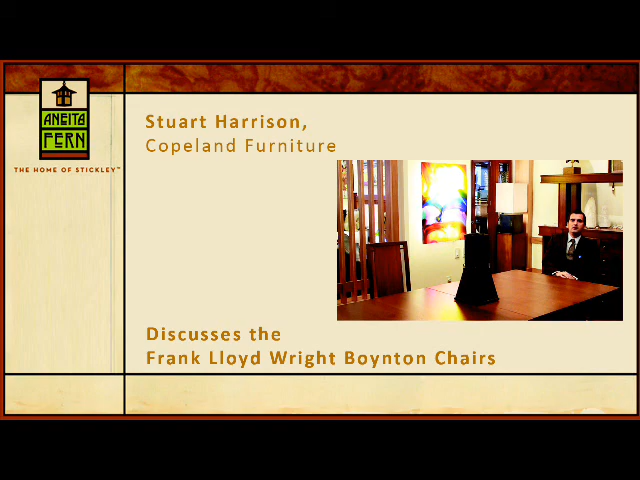 ANEITA
FERN
THE HOME OF STICKLEY™
Stuart Harrison,
Copeland Furniture
Discusses the
Frank Lloyd Wright Boynton Chairs